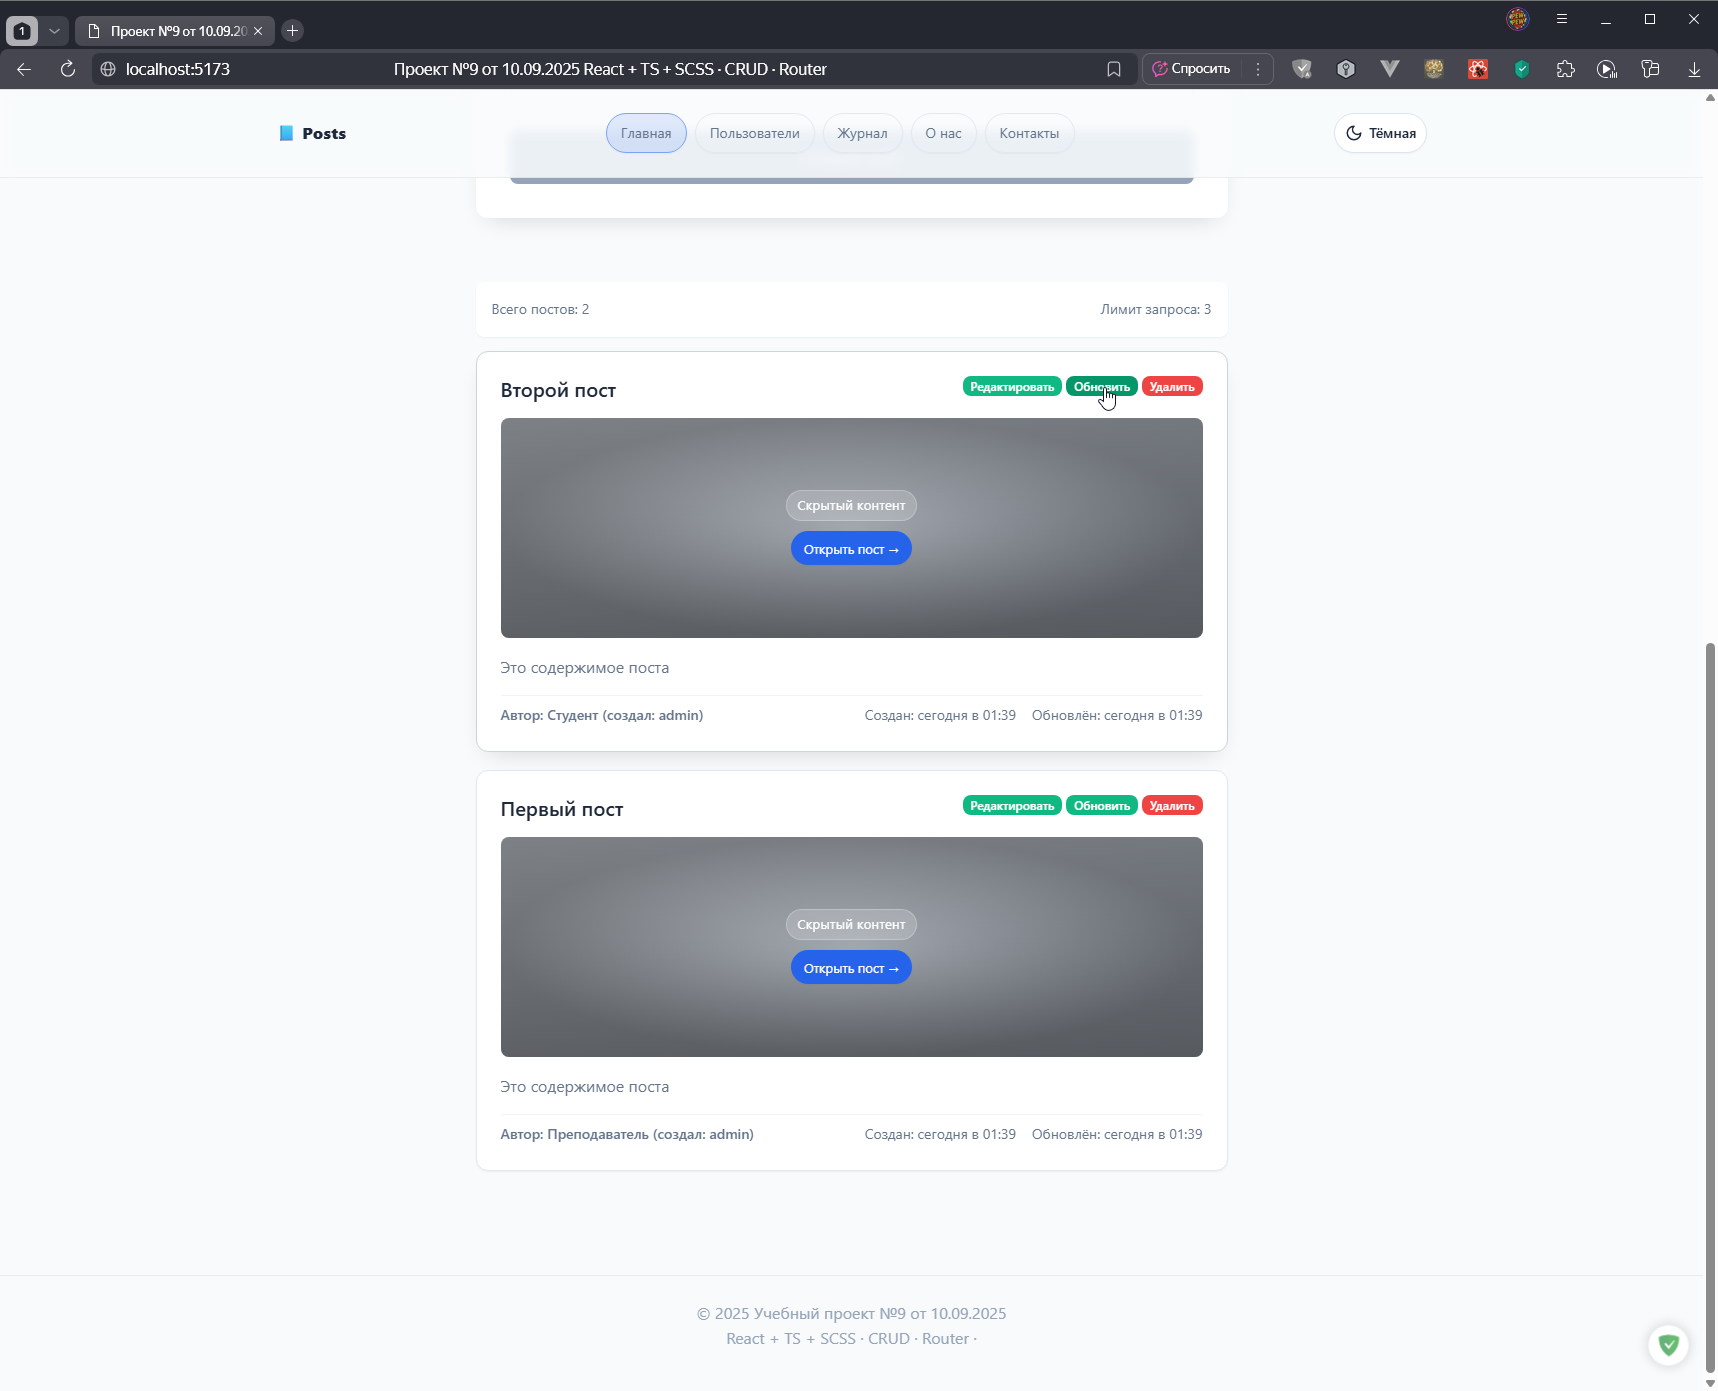 1
Проект №9 от 10.09.20
localhost:5173
Проект №9 от 10.09.2025 React + TS + SCSS · CRUD · Router
Спросить
Posts
Главная
Пользователи
Журнал
О нас
Контакты
Тёмная
Всего постов: 2
Лимит запроса: 3
Второй пост
Редактировать
Обновить
Удалить
Скрытый контент
Открыть пост →
Это содержимое поста
Автор: Студент (создал: admin)
Создан: сегодня в 01:39
Обновлён: сегодня в 01:39
Первый пост
Редактировать
Обновить
Удалить
Скрытый контент
Открыть пост →
Это содержимое поста
Автор: Преподаватель (создал: admin)
Создан: сегодня в 01:39
Обновлён: сегодня в 01:39
© 2025 Учебный проект №9 от 10.09.2025
React + TS + SCSS · CRUD · Router ·